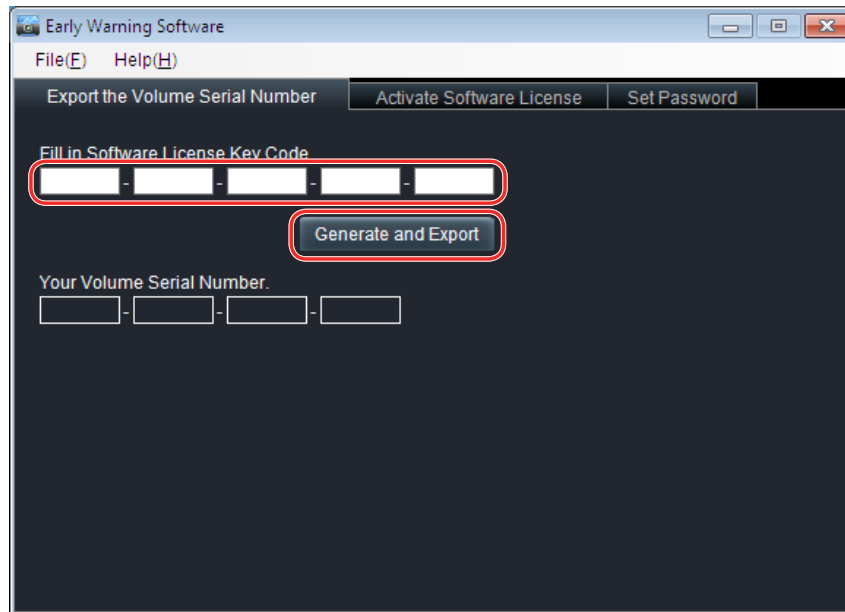 Early Warning Software
File(F) Help(H)
Export the Volume Serial Number Activate Software License Set Password
Fill in Software License Key Code
- - - -
Generate and Export
Your Volume Serial Number.
- - -